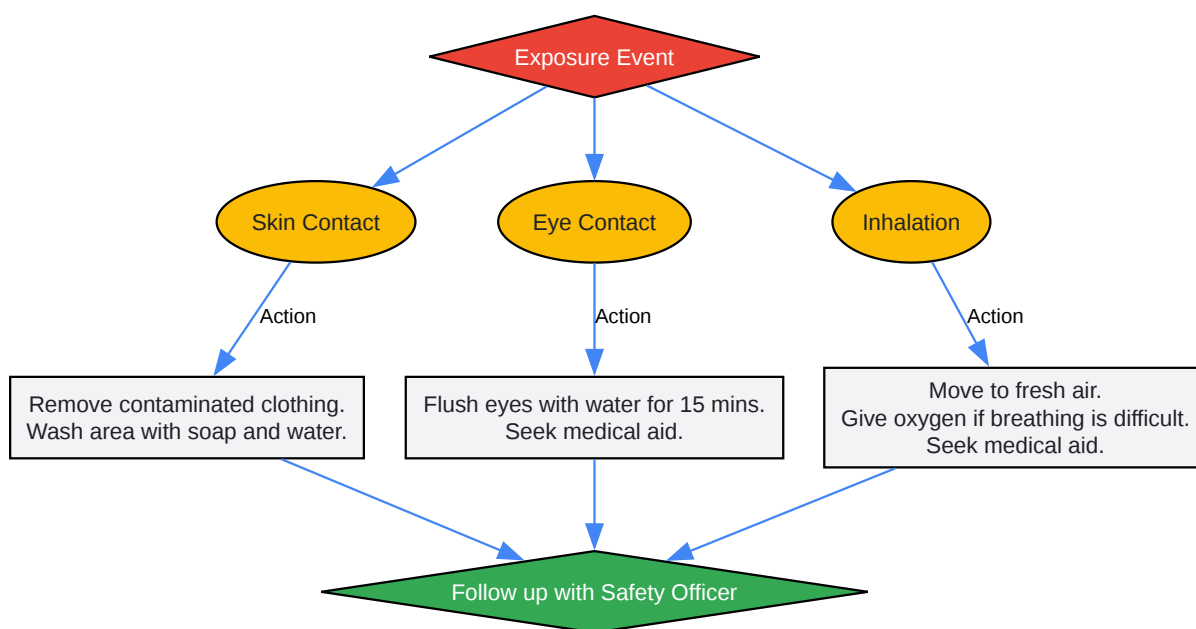 Exposure Event
Skin Contact
Eye Contact
Inhalation
Action
Action
Action
Remove contaminated clothing.
Wash area with soap and water.
Flush eyes with water for 15 mins.
Seek medical aid.
Move to fresh air.
Give oxygen if breathing is difficult.
Seek medical aid.
Follow up with Safety Officer